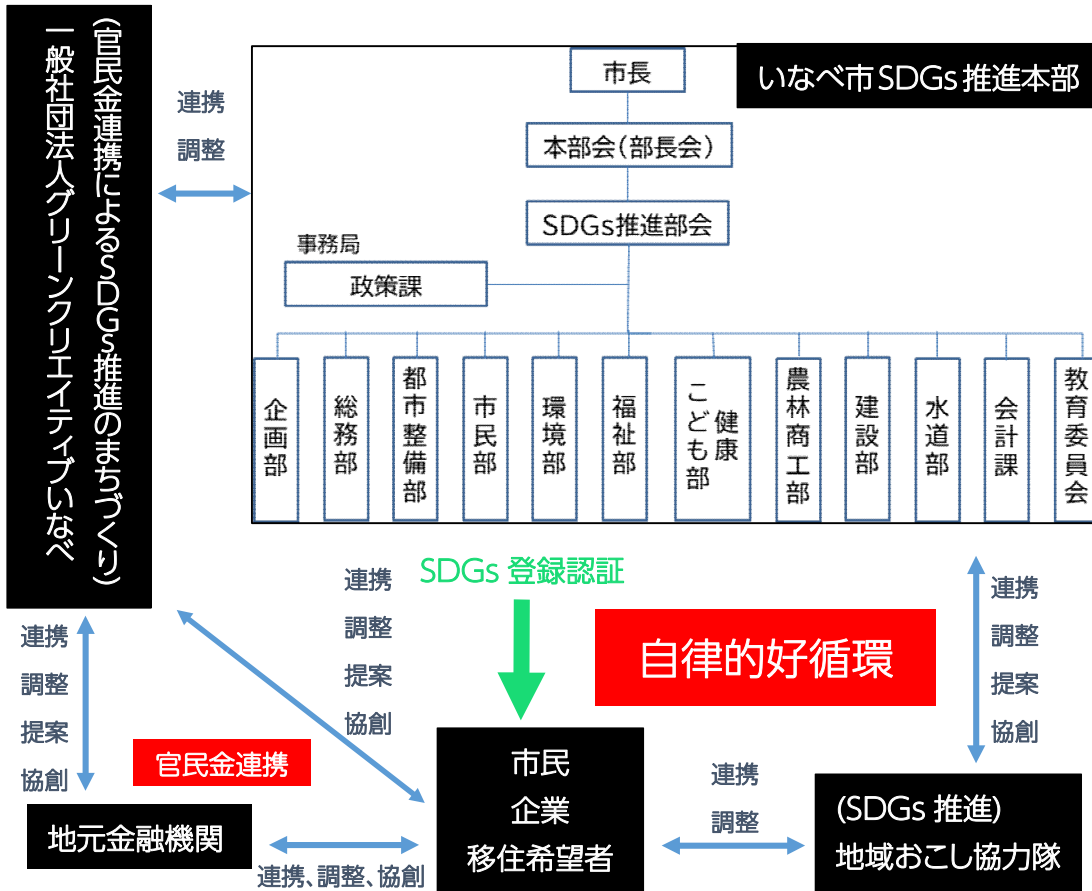 (官民金連携によるSDGs推進のまちづくり)
一般社団法人グリーンクリエイティブいなべ
連携
調整
いなべ市SDGs推進本部
市長
本部会(部長会)
SDGs推進部会
事務局
政策課
企画部
総務部
都市整備部
市民部
環境部
福祉部
健康
こども部
農林商工部
建設部
水道部
会計課
教育委員会
SDGs 登録認証
連携
調整
提案
協創
自律的好循環
連携
調整
提案
協創
連携
調整
提案
協創
官民金連携
地元金融機関
連携、調整、協創
市民
企業
移住希望者
連携
調整
(SDGs 推進)
地域おこし協力隊